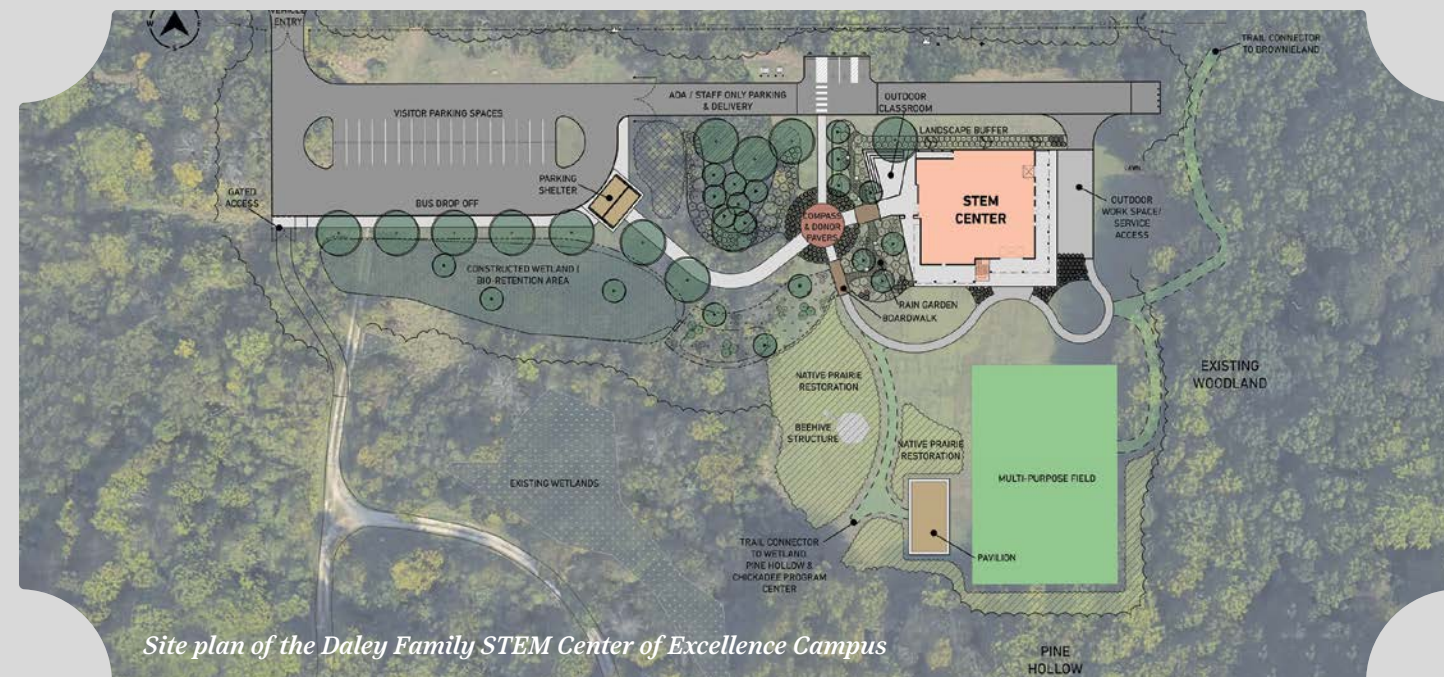 VEHICLE
ENTRY
W
E
S
TRAIL CONNECTOR
TO BROWNIELAND
VISITOR PARKING SPACES
ADA / STAFF ONLY PARKING
& DELIVERY
OUTDOOR
CLASSROOM
LANDSCAPE BUFFER
PARKING
SHELTER
GATED
ACCESS
BUS DROP OFF
STEM
CENTER
OUTDOOR
WORK SPACE/
SERVICE
ACCESS
COMPASS
& DONOR
PAVERS
CONSTRUCTED WETLAND /
BIO-RETENTION AREA
RAIN GARDEN
BOARDWALK
NATIVE PRAIRIE
RESTORATION
EXISTING
WOODLAND
BEEHIVE
STRUCTURE
NATIVE PRAIRIE
RESTORATION
EXISTING WETLANDS
MULTI-PURPOSE FIELD
TRAIL CONNECTOR
TO WETLAND,
PINE HOLLOW &
CHICKADEE PROGRAM
CENTER
PAVILION
Site plan of the Daley Family STEM Center of Excellence Campus
PINE
HOLLOW